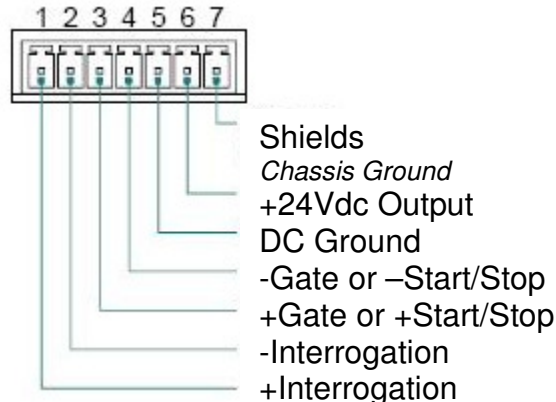 1 2 3 4 5 6 7
Shields
Chassis Ground
+24Vdc Output
DC Ground
-Gate or –Start/Stop
+Gate or +Start/Stop
-Interrogation
+Interrogation